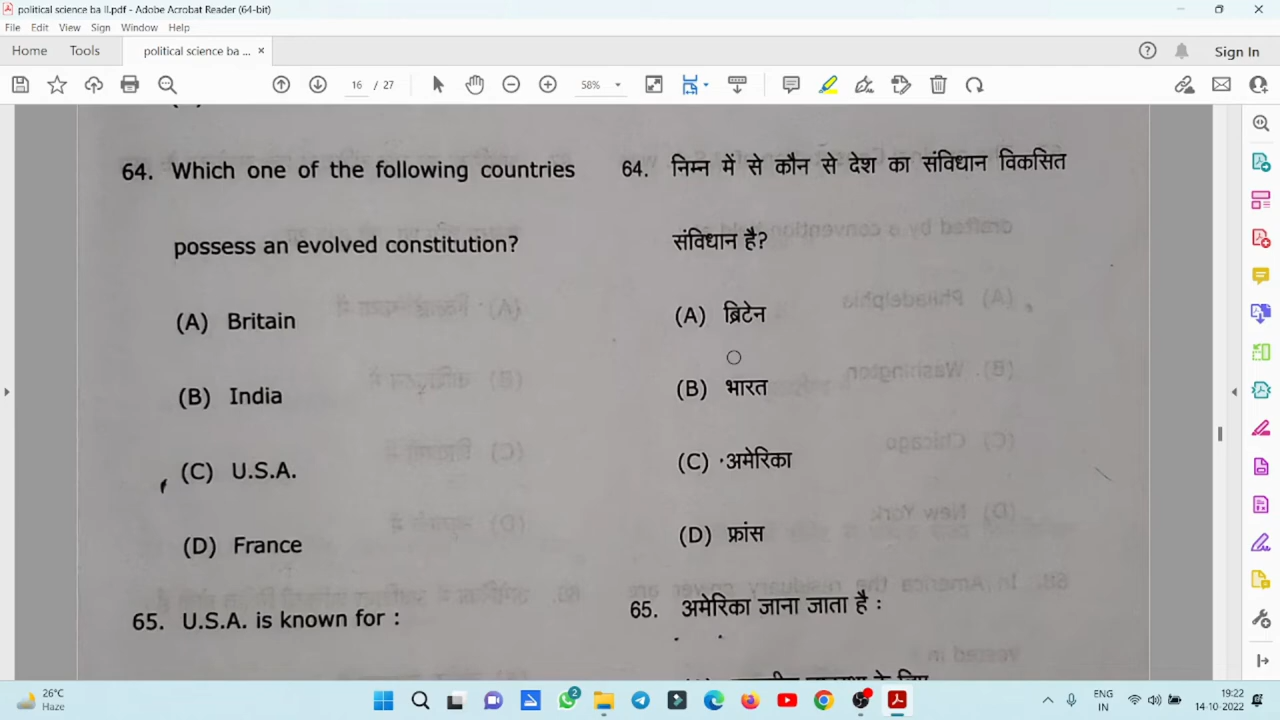 political science ba II.pdf - Adobe Acrobat Reader (64-bit)
File Edit View Sign Window Help
Home Tools political science ba ... × Sign In
16 / 27 58%
64. Which one of the following countries
possess an evolved constitution?
(A) Britain
(B) India
(C) U.S.A.
(D) France
65. U.S.A. is known for :
64. निम्न में से कौन से देश का संविधान विकसित
संविधान है?
(A) ब्रिटेन
(B) भारत
(C) अमेरिका
(D) फ्रांस
65. अमेरिका जाना जाता है :
26°C
Haze
2
ENG
IN
19:22
14-10-2022